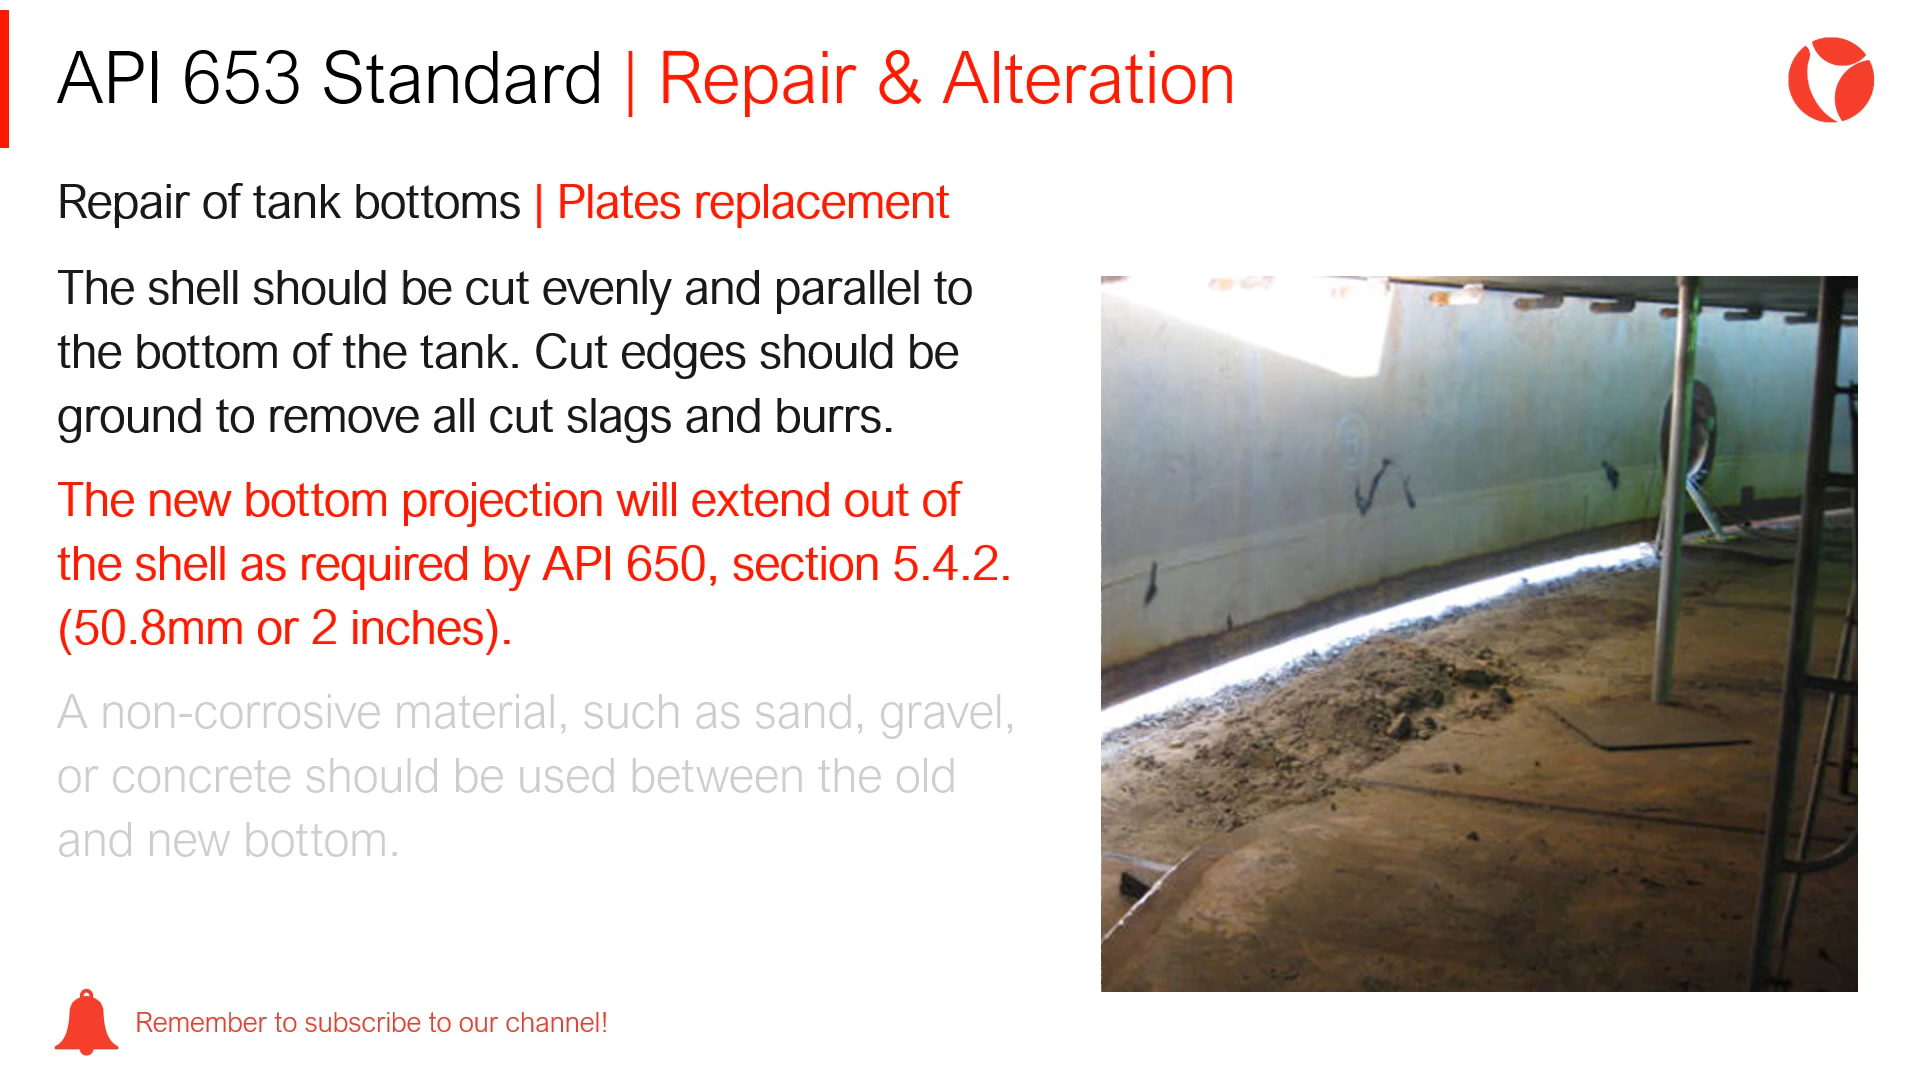 API 653 Standard | Repair & Alteration
Repair of tank bottoms | Plates replacement
The shell should be cut evenly and parallel to
the bottom of the tank. Cut edges should be
ground to remove all cut slags and burrs.
The new bottom projection will extend out of
the shell as required by API 650, section 5.4.2.
(50.8mm or 2 inches).
A non-corrosive material, such as sand, gravel,
or concrete should be used between the old
and new bottom.
Remember to subscribe to our channel!